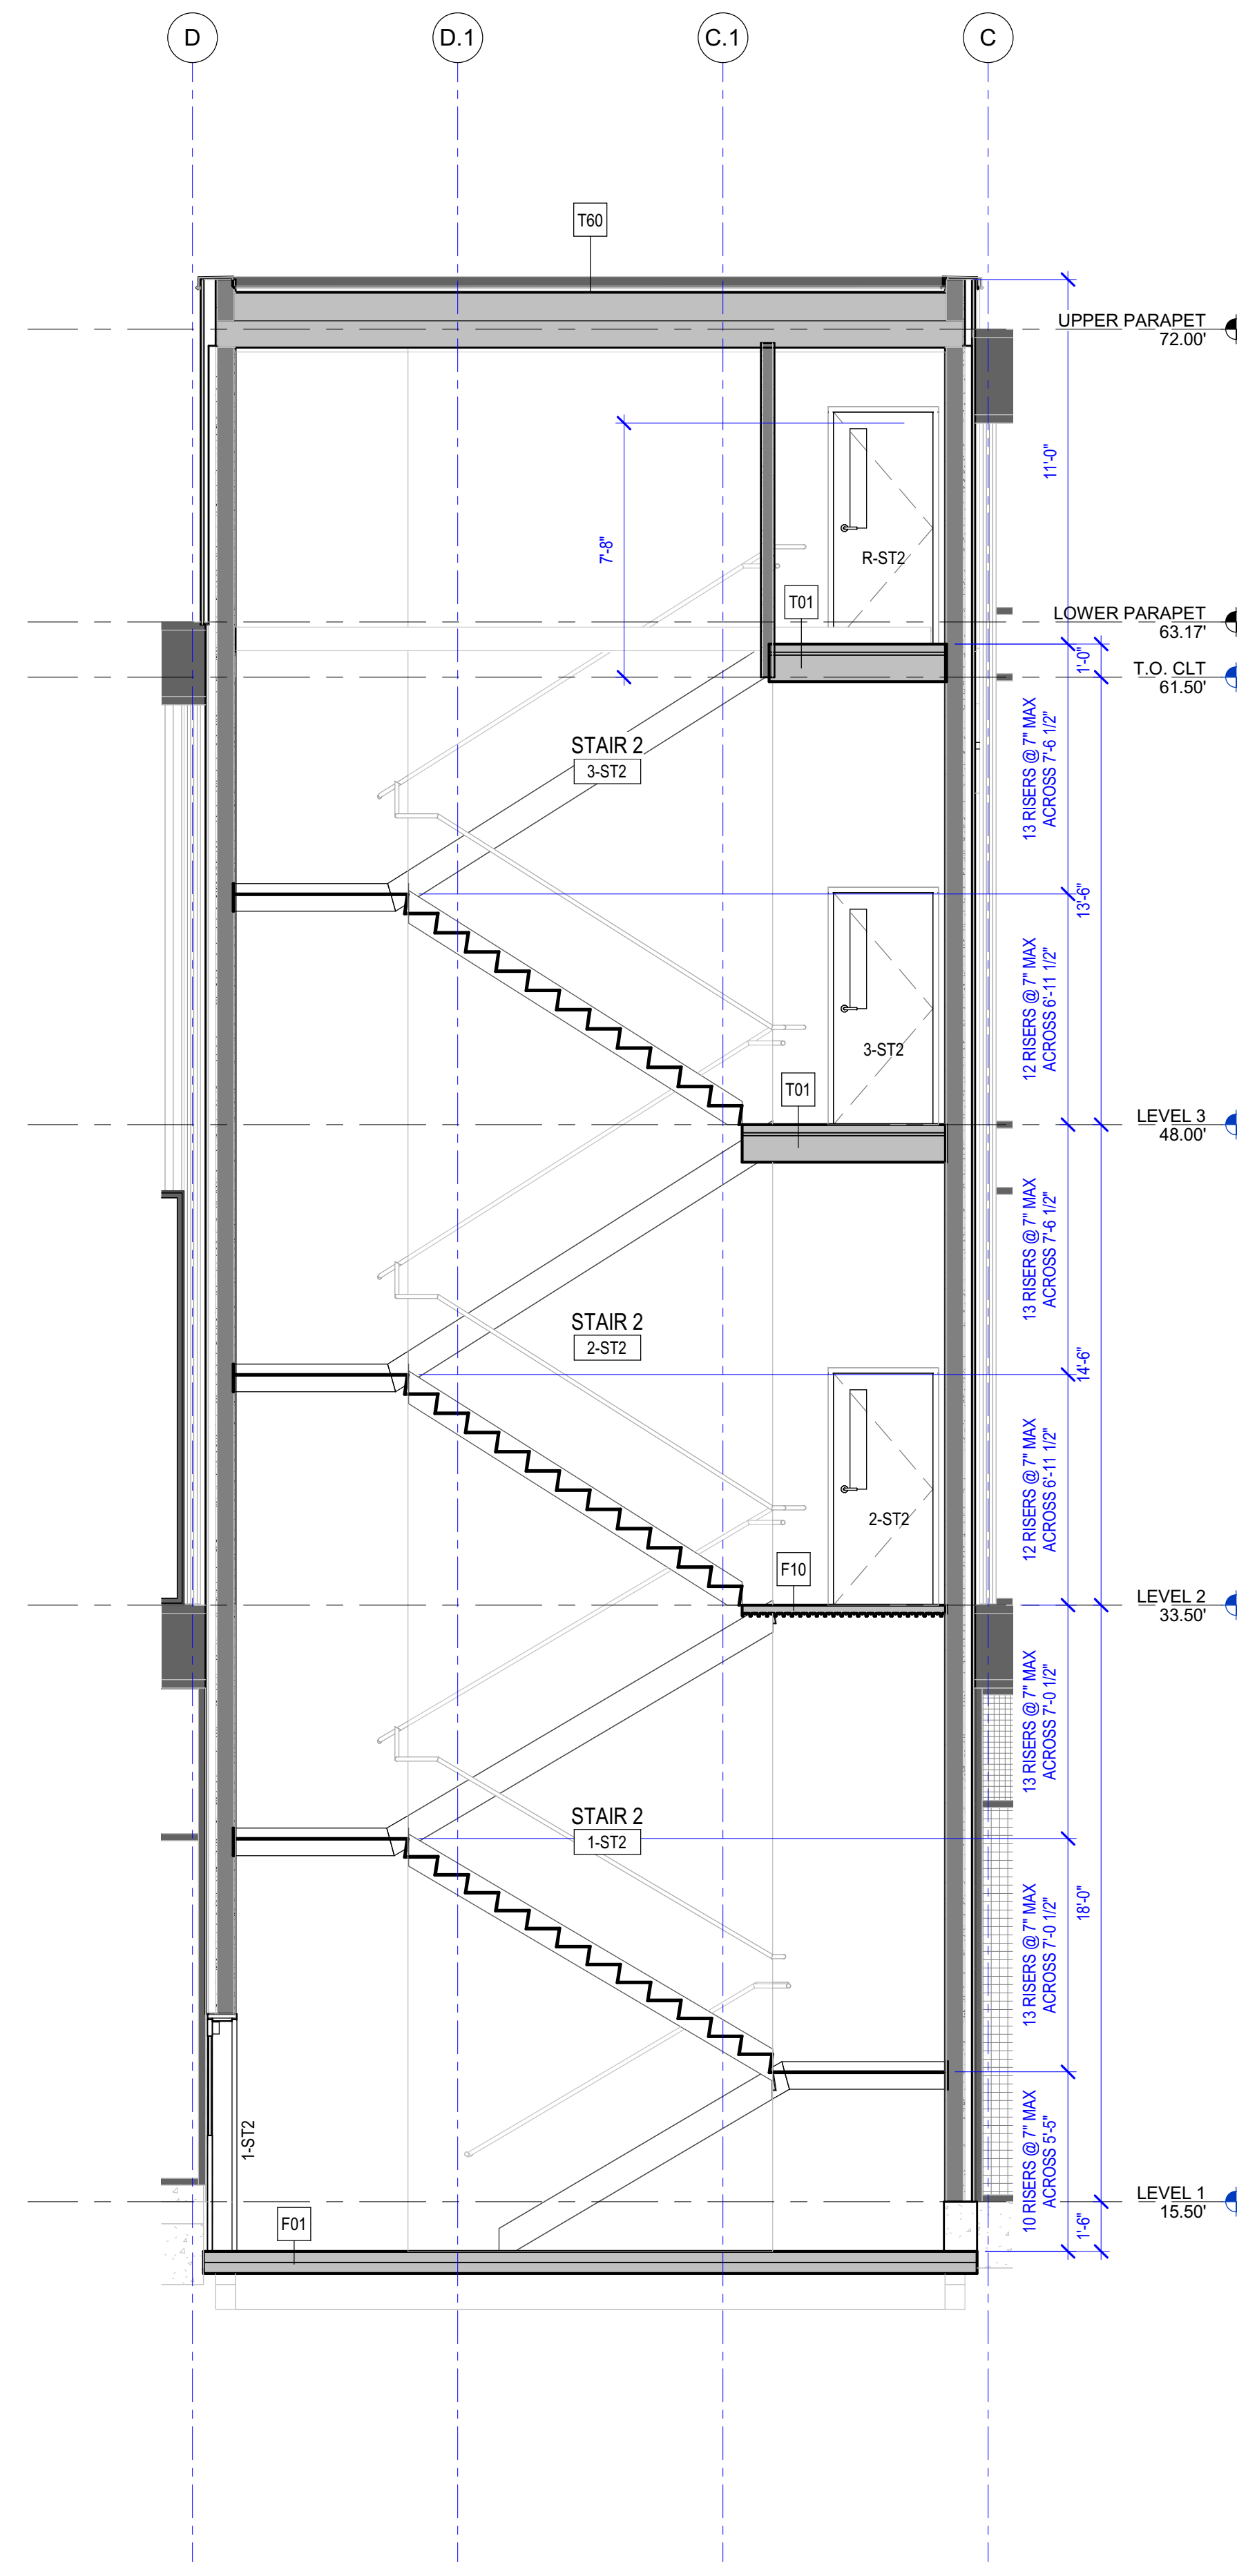 D
D.1
C.1
C
T60
UPPER PARAPET
72.00'
11'-0"
7'-8"
R-ST2
T01
LOWER PARAPET
63.17'
1'-0"
T.O. CLT
61.50'
STAIR 2
3-ST2
13 RISERS @ 7" MAX
ACROSS 7'-6 1/2"
13'-6"
12 RISERS @ 7" MAX
ACROSS 6'-11 1/2"
3-ST2
T01
LEVEL 3
48.00'
13 RISERS @ 7" MAX
ACROSS 7'-6 1/2"
STAIR 2
2-ST2
14'-6"
12 RISERS @ 7" MAX
ACROSS 6'-11 1/2"
2-ST2
F10
LEVEL 2
33.50'
13 RISERS @ 7" MAX
ACROSS 7'-0 1/2"
STAIR 2
1-ST2
18'-0"
13 RISERS @ 7" MAX
ACROSS 7'-0 1/2"
1-ST2
10 RISERS @ 7" MAX
ACROSS 5'-5"
LEVEL 1
15.50'
F01
1'-6"